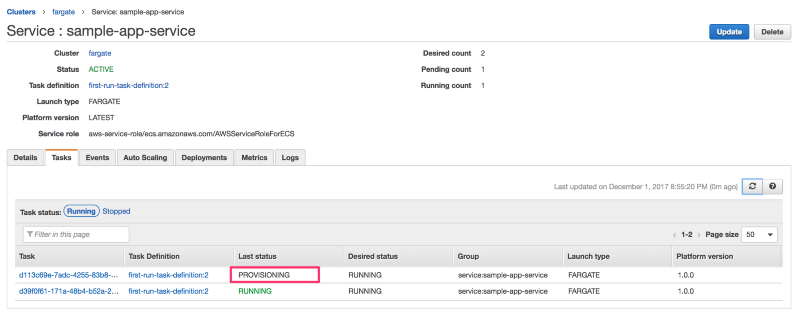 Clusters > fargate > Service: sample-app-service
Service : sample-app-service
Update Delete
Cluster fargate Desired count 2
Status ACTIVE Pending count 1
Task definition first-run-task-definition:2 Running count 1
Launch type FARGATE
Platform version LATEST
Service role aws-service-role/ecs.amazonaws.com/AWSServiceRoleForECS
Details Tasks Events Auto Scaling Deployments Metrics Logs
Last updated on December 1, 2017 8:55:20 PM (0m ago)
Task status: Running Stopped
Filter in this page < 1-2 > Page size 50
Task Task Definition Last status Desired status Group Launch type Platform version
d113c69e-7adc-4255-83b8-... first-run-task-definition:2 PROVISIONING RUNNING service:sample-app-service FARGATE 1.0.0
d39f0f61-171a-48b4-b52a-2... first-run-task-definition:2 RUNNING RUNNING service:sample-app-service FARGATE 1.0.0